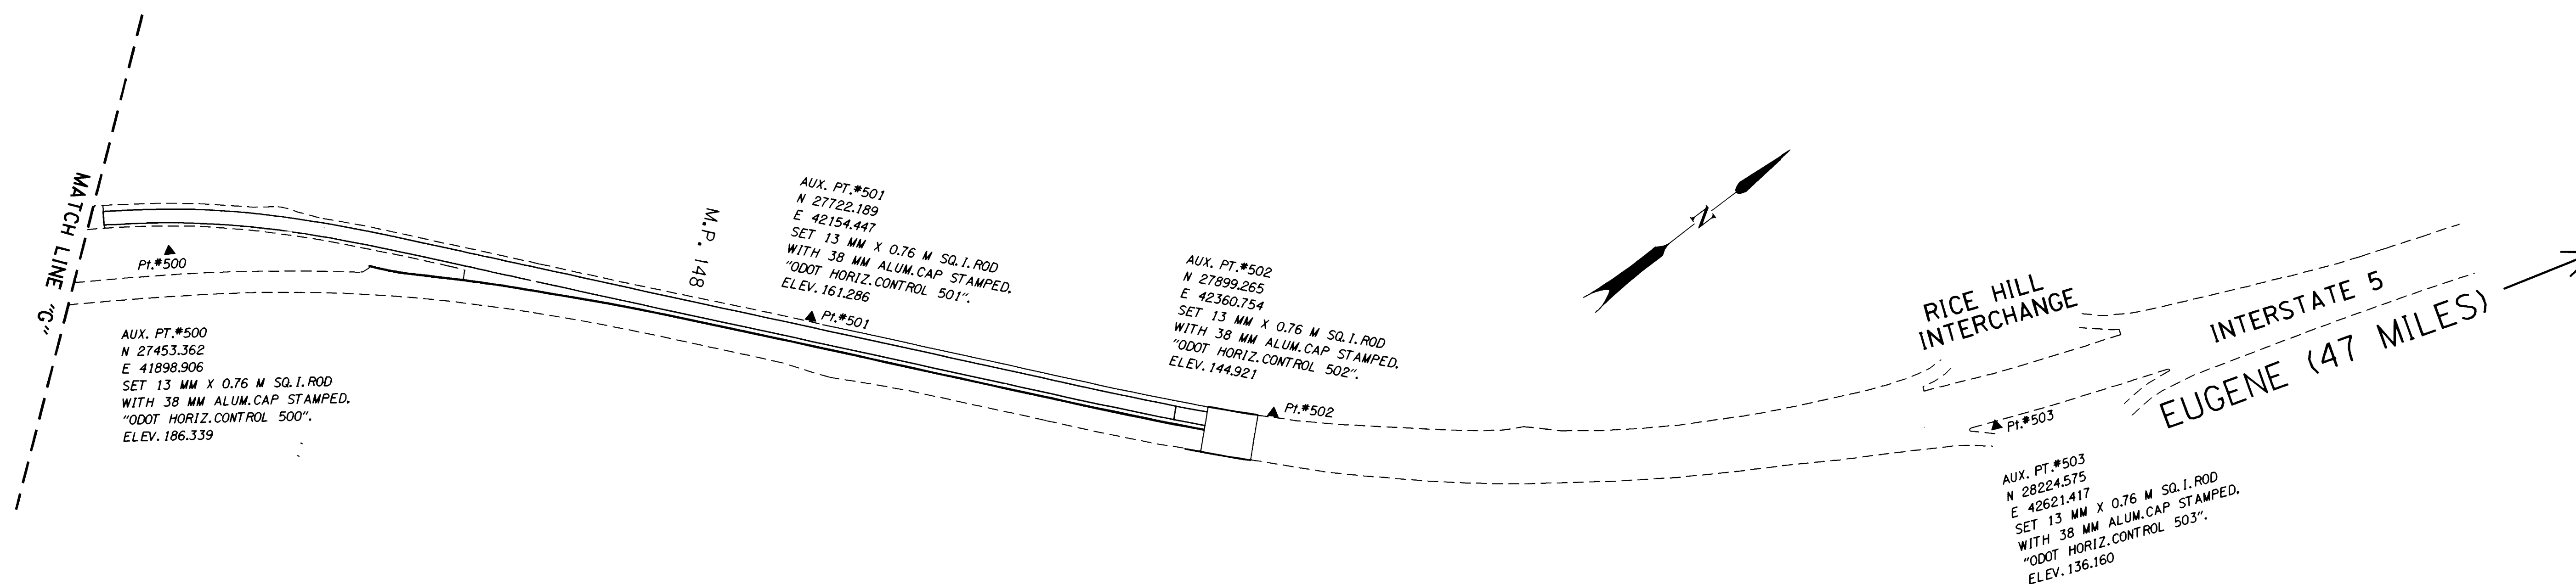 MATCH LINE "G"
Pt.#500
AUX. PT.#500
N 27453.362
E 41898.906
SET 13 MM X 0.76 M SQ.I.ROD
WITH 38 MM ALUM.CAP STAMPED.
"ODOT HORIZ.CONTROL 500".
ELEV.186.339
M.P. 148
AUX. PT.#501
N 27722.189
E 42154.447
SET 13 MM X 0.76 M SQ.I.ROD
WITH 38 MM ALUM.CAP STAMPED.
"ODOT HORIZ.CONTROL 501".
ELEV.161.286
Pt.#501
AUX. PT.#502
N 27899.265
E 42360.754
SET 13 MM X 0.76 M SQ.I.ROD
WITH 38 MM ALUM.CAP STAMPED.
"ODOT HORIZ.CONTROL 502".
ELEV.144.921
Pt.#502
N
RICE HILL
INTERCHANGE
INTERSTATE 5
EUGENE (47 MILES)
Pt.#503
AUX. PT.#503
N 28224.575
E 42621.417
SET 13 MM X 0.76 M SQ.I.ROD
WITH 38 MM ALUM.CAP STAMPED.
"ODOT HORIZ.CONTROL 503".
ELEV.136.160